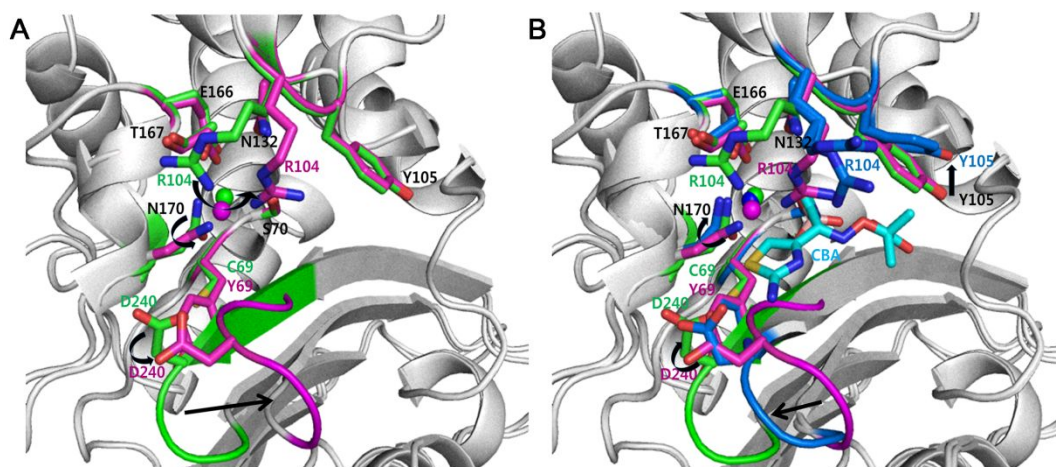 A
E166
T167
N132
R104
R104
Y105
N170
S70
C69
Y69
D240
D240
B
E166
T167
N132
R104
R104
R104
Y105
Y105
N170
CBA
C69
Y69
D240
D240